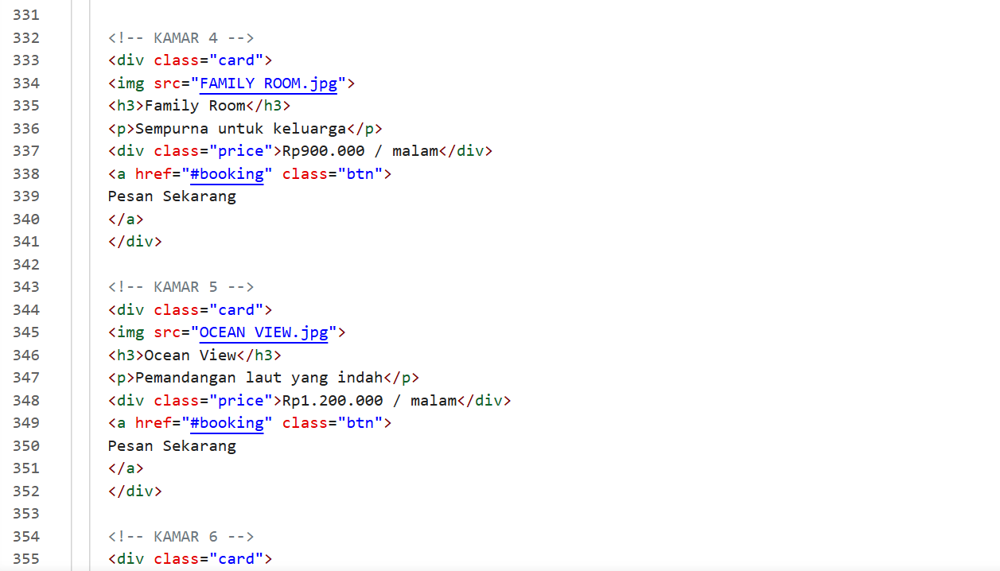 331
332 <!-- KAMAR 4 -->
333 <div class="card">
334 <img src="FAMILY ROOM.jpg">
335 <h3>Family Room</h3>
336 <p>Sempurna untuk keluarga</p>
337 <div class="price">Rp900.000 / malam</div>
338 <a href="#booking" class="btn">
339 Pesan Sekarang
340 </a>
341 </div>
342
343 <!-- KAMAR 5 -->
344 <div class="card">
345 <img src="OCEAN VIEW.jpg">
346 <h3>Ocean View</h3>
347 <p>Pemandangan laut yang indah</p>
348 <div class="price">Rp1.200.000 / malam</div>
349 <a href="#booking" class="btn">
350 Pesan Sekarang
351 </a>
352 </div>
353
354 <!-- KAMAR 6 -->
355 <div class="card">